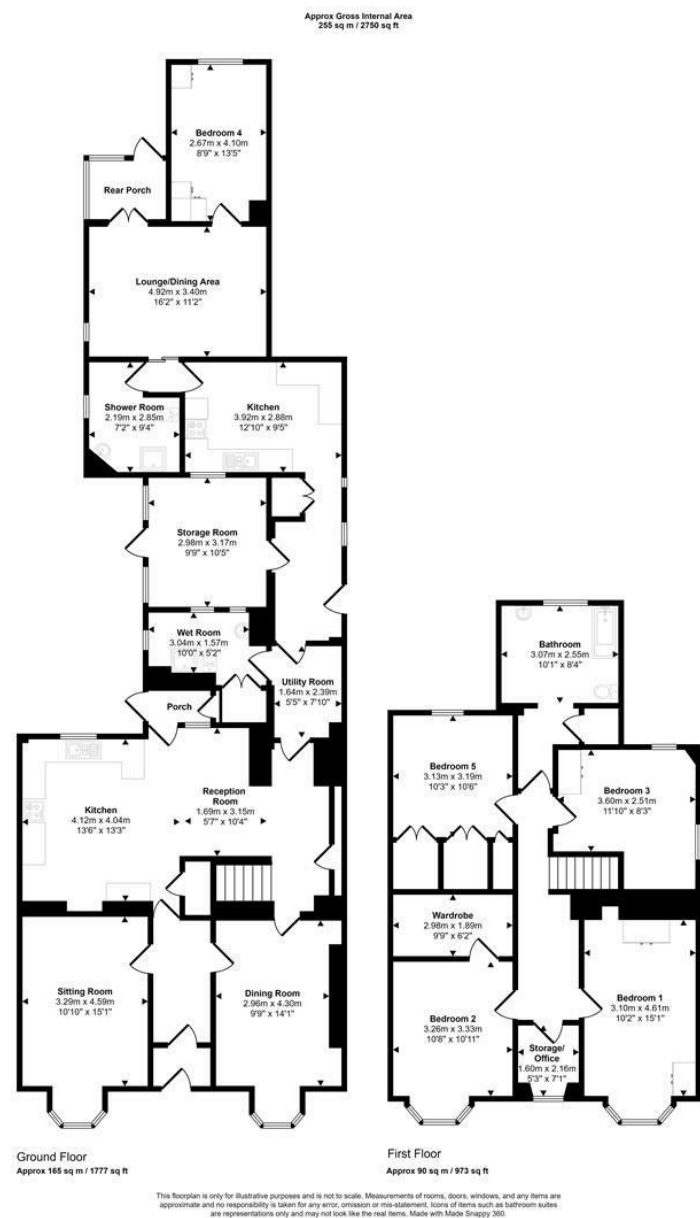 Approx Gross Internal Area
255 sq m / 2750 sq ft
Bedroom 4
2.67m x 4.10m
8'9" x 13'5"
Rear Porch
Lounge/Dining Area
4.92m x 3.40m
16'2" x 11'2"
Shower Room
2.19m x 2.85m
7'2" x 9'4"
Kitchen
3.92m x 2.88m
12'10" x 9'5"
Storage Room
2.98m x 3.17m
9'9" x 10'5"
Wet Room
3.04m x 1.57m
10'0" x 5'2"
Utility Room
1.64m x 2.39m
5'5" x 7'10"
Porch
Kitchen
4.12m x 4.04m
13'6" x 13'3"
Reception
Room
1.69m x 3.15m
5'7" x 10'4"
Sitting Room
3.29m x 4.59m
10'10" x 15'1"
Dining Room
2.96m x 4.30m
9'9" x 14'1"
Ground Floor
Approx 165 sq m / 1777 sq ft
Bathroom
3.07m x 2.55m
10'1" x 8'4"
Bedroom 5
3.13m x 3.19m
10'3" x 10'6"
Bedroom 3
3.60m x 2.51m
11'10" x 8'3"
Wardrobe
2.98m x 1.89m
9'9" x 6'2"
Bedroom 2
3.26m x 3.33m
10'8" x 10'11"
Bedroom 1
3.10m x 4.61m
10'2" x 15'1"
Storage/
Office
1.60m x 2.16m
5'3" x 7'1"
First Floor
Approx 90 sq m / 973 sq ft
This floorplan is only for illustrative purposes and is not to scale. Measurements of rooms, doors, windows, and any items are
approximate and no responsibility is taken for any error, omission or mis-statement. Icons of items such as bathroom suites
are representations only and may not look like the real items. Made with Made Snappy 360.